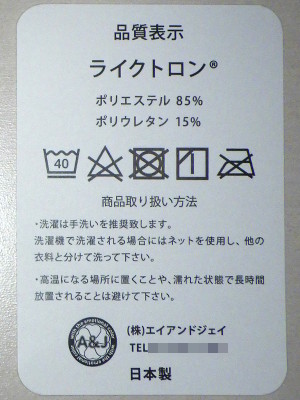 品質表示
ライクトロン®
ポリエステル 85%
ポリウレタン 15%
40
商品取り扱い方法
・洗濯は手洗いを推奨致します。
洗濯機で洗濯される場合にはネットを使用し、他の
衣料と分けて洗って下さい。
・高温になる場所に置くことや、濡れた状態で長時間
放置されることは避けて下さい。
A&J
(株)エイアンドジェイ
TEL
日本製